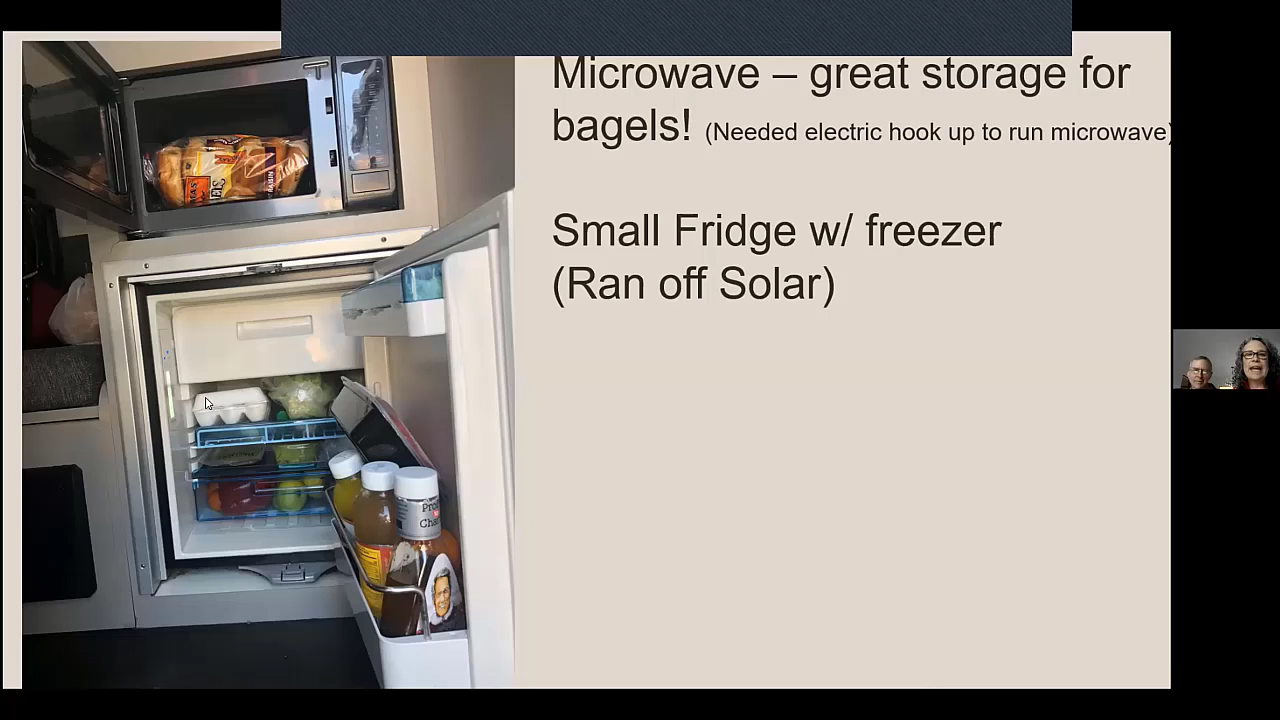 Microwave – great storage for
bagels! (Needed electric hook up to run microwave)
Small Fridge w/ freezer
(Ran off Solar)